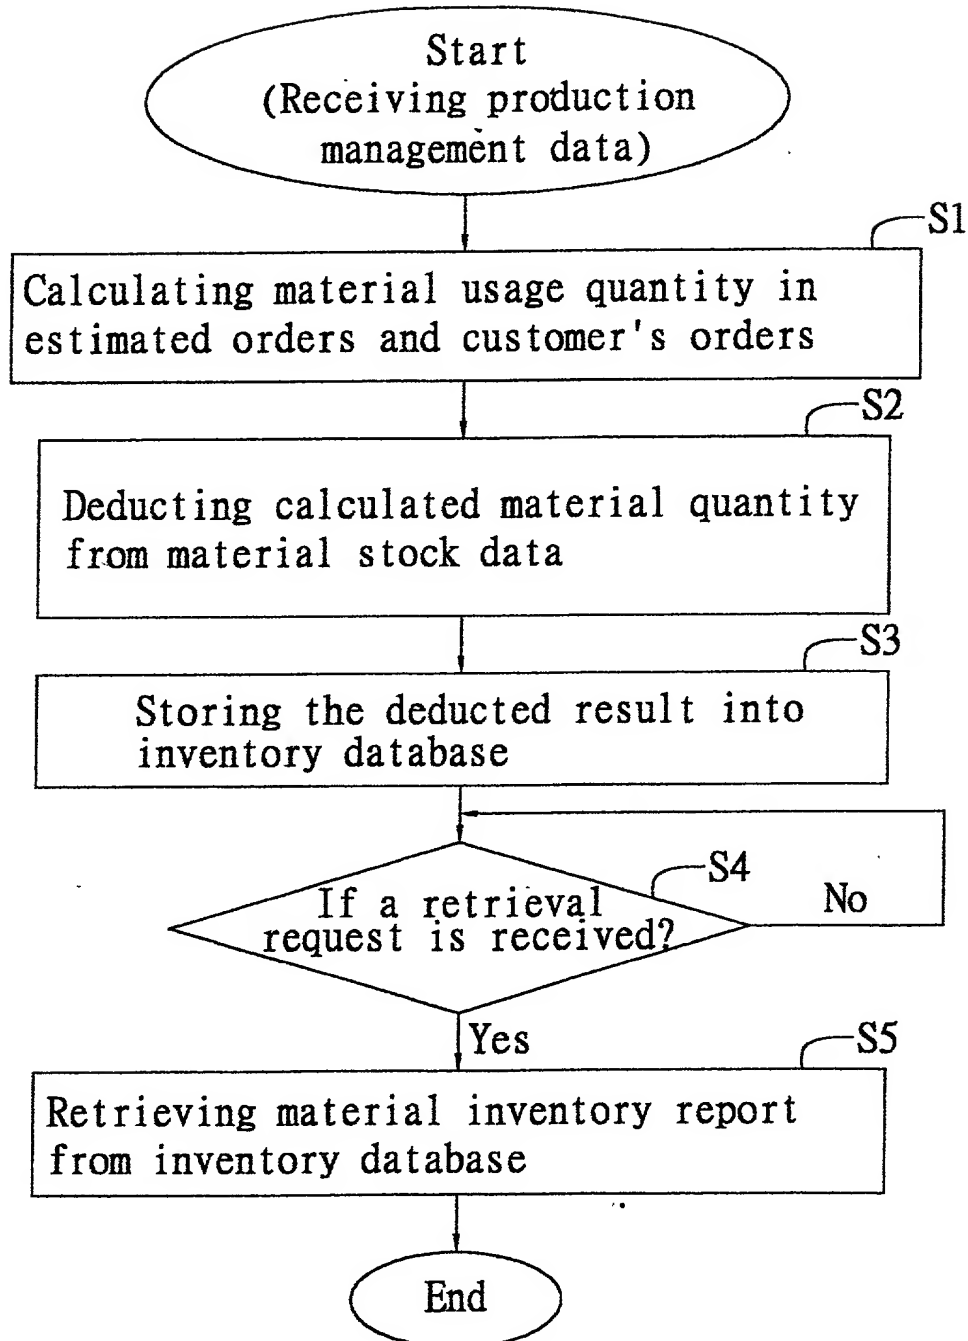 Start
(Receiving production
management data)
S1
Calculating material usage quantity in
estimated orders and customer's orders
S2
Deducting calculated material quantity
from material stock data
S3
Storing the deducted result into
inventory database
S4
If a retrieval
request is received?
No
Yes
S5
Retrieving material inventory report
from inventory database
End